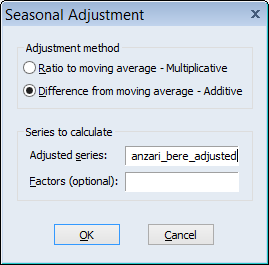 Seasonal Adjustment
Adjustment method
Ratio to moving average - Multiplicative
Difference from moving average - Additive
Series to calculate
Adjusted series: anzari_bere_adjusted
Factors (optional):
OK Cancel